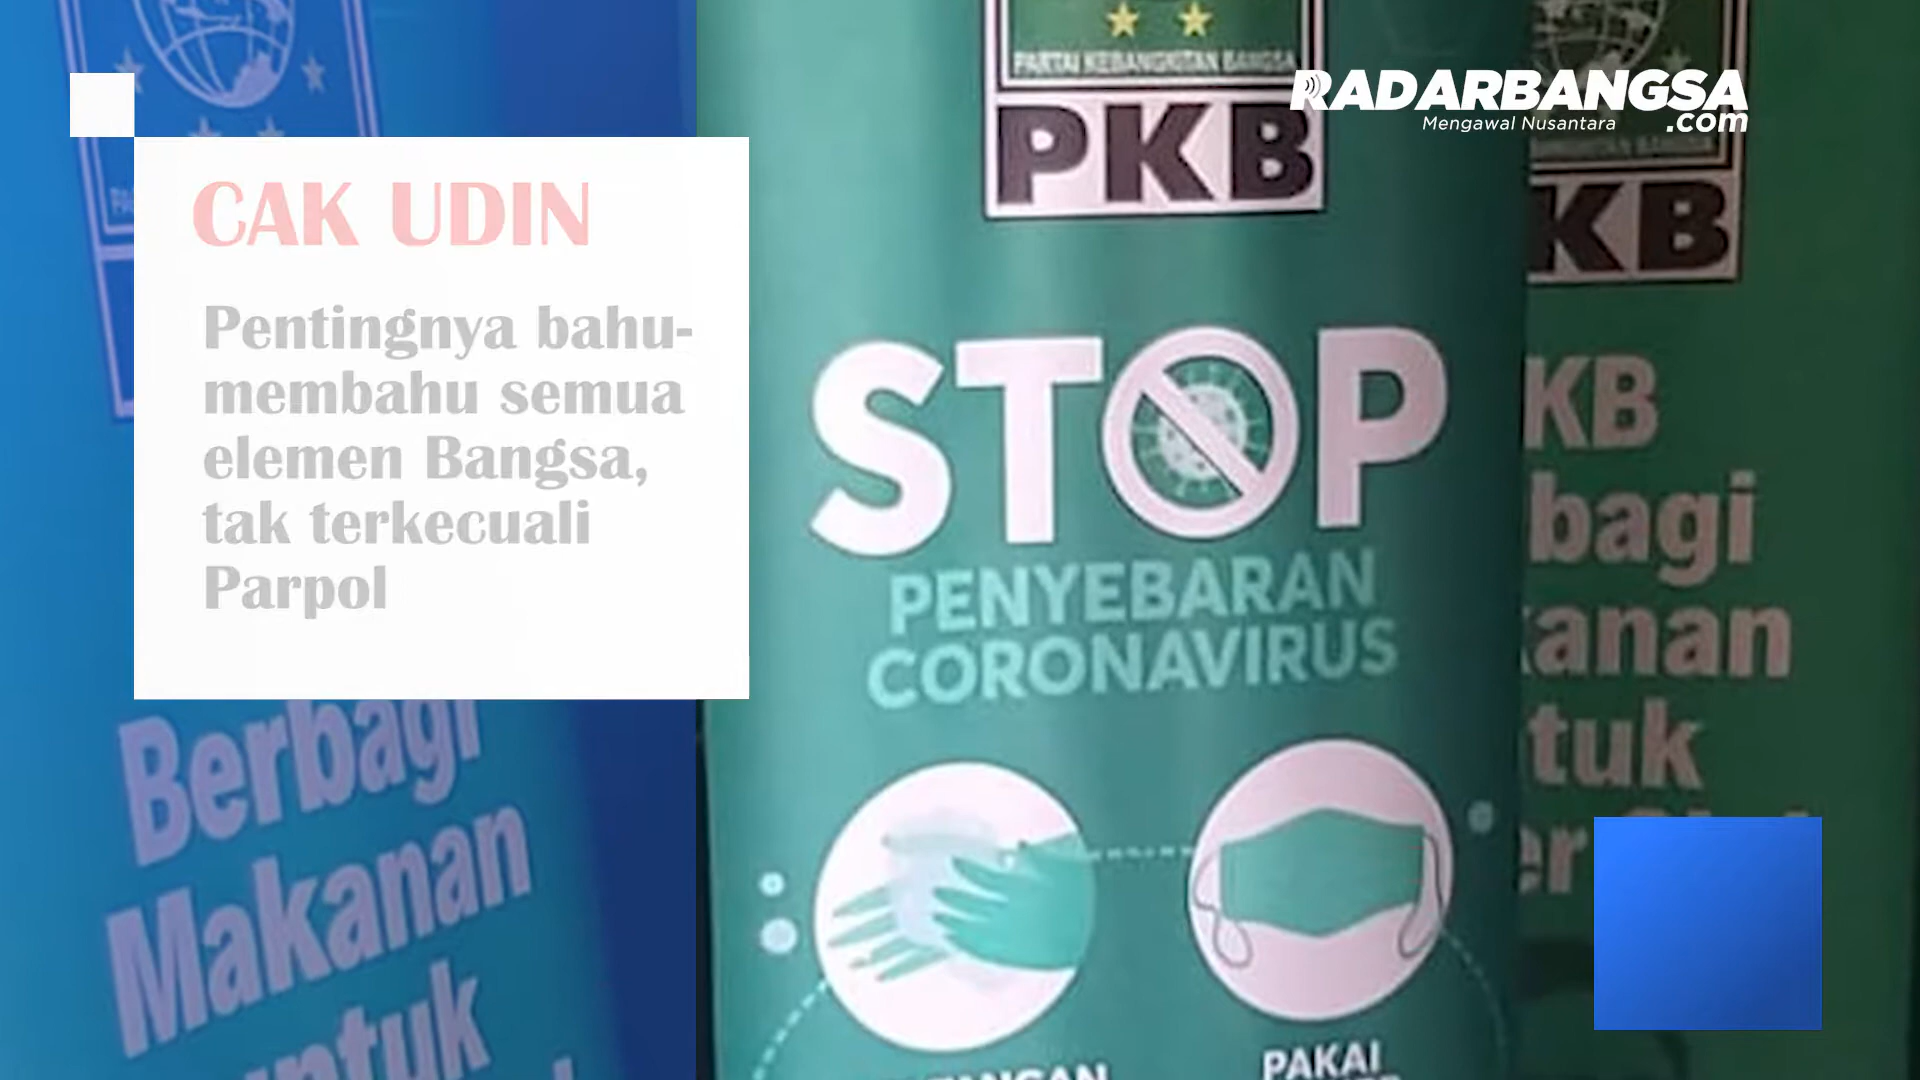 RADARBANGSA
Mengawal Nusantara .com
CAK UDIN
Pentingnya bahu-
membahu semua
elemen Bangsa,
tak terkecuali
Parpol
PARTAI KEBANGKITAN BANGSA
PKB
STOP
PENYEBARAN
CORONAVIRUS
PAKAI
KB
KB
bagi
tuk
Berbagi
Makanan